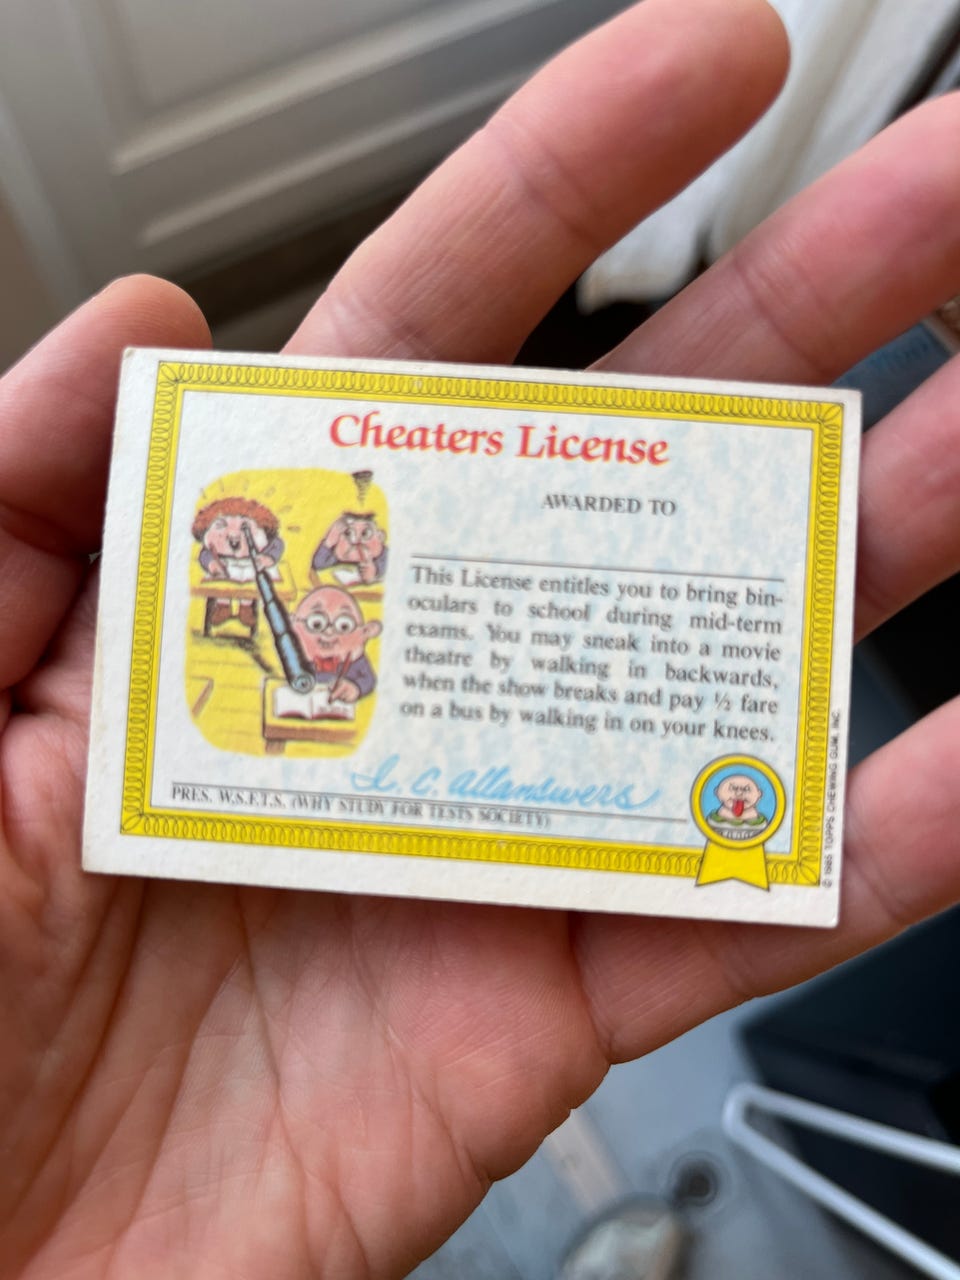 Cheaters License
AWARDED TO
This License entitles you to bring bin-
oculars to school during mid-term
exams. You may sneak into a movie
theatre by walking in backwards,
when the show breaks and pay ½ fare
on a bus by walking in on your knees.
I. C. Allanswers
PRES. W.S.F.T.S. (WHY STUDY FOR TESTS SOCIETY)
© 1985 TOPPS CHEWING GUM, INC.